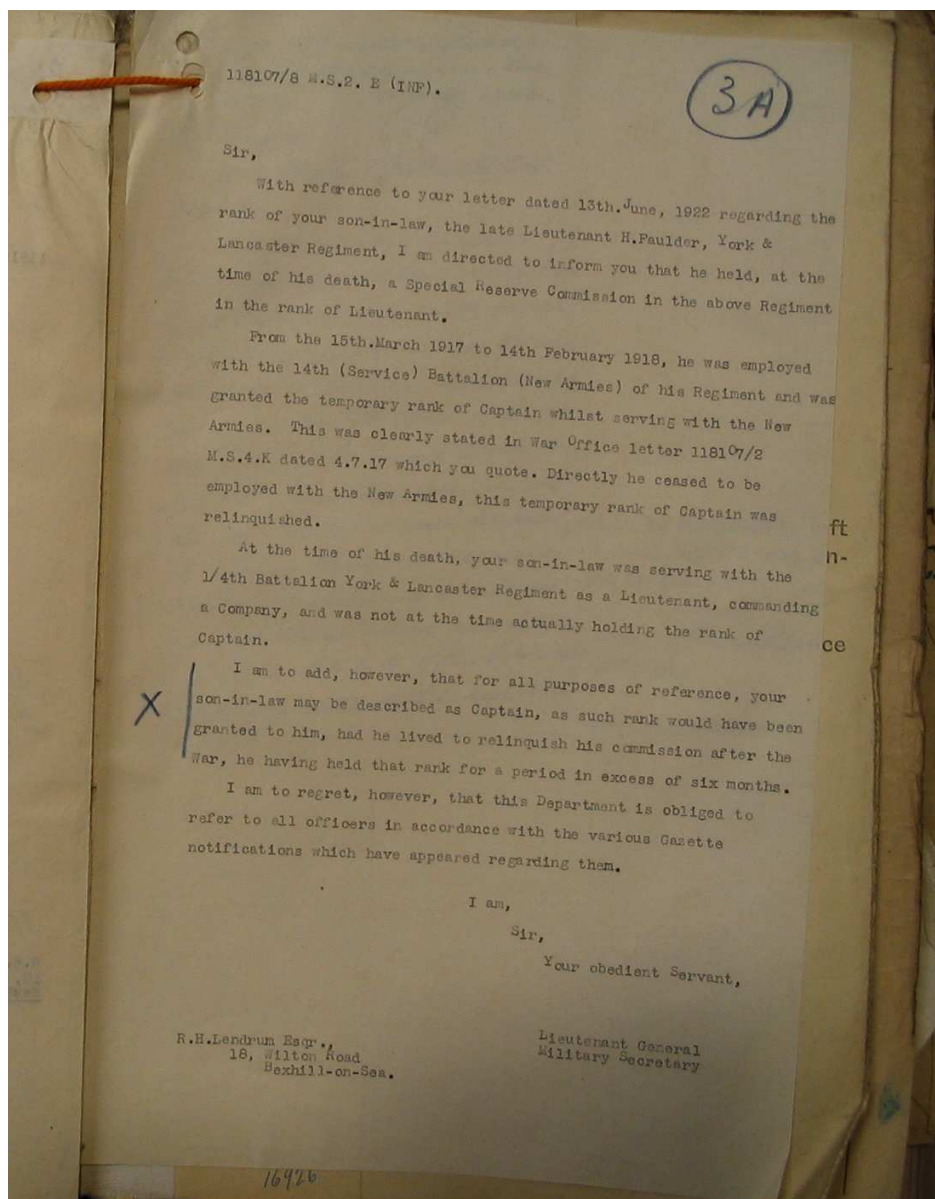 118107/8 M.S.2. E (INF).
3A
Sir,
With reference to your letter dated 13th.June, 1922 regarding the
rank of your son-in-law, the late Lieutenant H.Faulder, York &
Lancaster Regiment, I am directed to inform you that he held, at the
time of his death, a Special Reserve Commission in the above Regiment
in the rank of Lieutenant.
From the 15th.March 1917 to 14th February 1918, he was employed
with the 14th (Service) Battalion (New Armies) of his Regiment and was
granted the temporary rank of Captain whilst serving with the New
Armies. This was clearly stated in War Office letter 118107/2
M.S.4.K dated 4.7.17 which you quote. Directly he ceased to be
employed with the New Armies, this temporary rank of Captain was
relinquished.
At the time of his death, your son-in-law was serving with the
1/4th Battalion York & Lancaster Regiment as a Lieutenant, commanding
a Company, and was not at the time actually holding the rank of
Captain.
X
I am to add, however, that for all purposes of reference, your
son-in-law may be described as Captain, as such rank would have been
granted to him, had he lived to relinquish his commission after the
War, he having held that rank for a period in excess of six months.
I am to regret, however, that this Department is obliged to
refer to all officers in accordance with the various Gazette
notifications which have appeared regarding them.
I am,
Sir,
Your obedient Servant,
R.H.Lendrum Esqr.,
18, Wilton Road
Bexhill-on-Sea.
Lieutenant General
Military Secretary
ft
n-
ce
16926